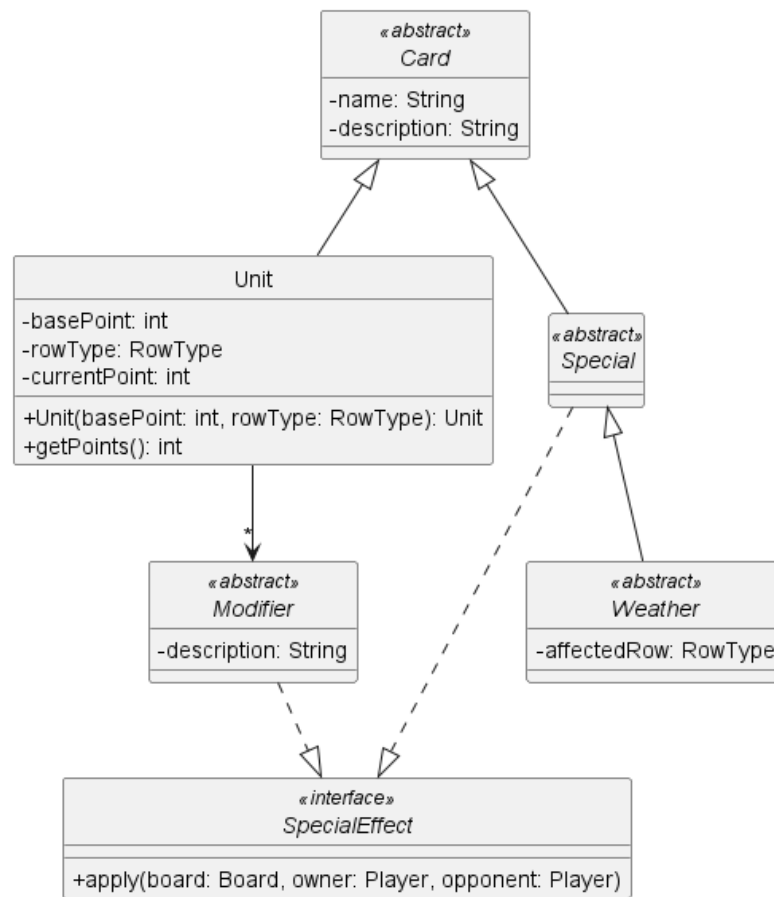 «abstract»
Card
-name: String
-description: String
Unit
-basePoint: int
-rowType: RowType
-currentPoint: int
+Unit(basePoint: int, rowType: RowType): Unit
+getPoints(): int
«abstract»
Special
*
«abstract»
Modifier
-description: String
«abstract»
Weather
-affectedRow: RowType
«interface»
SpecialEffect
+apply(board: Board, owner: Player, opponent: Player)